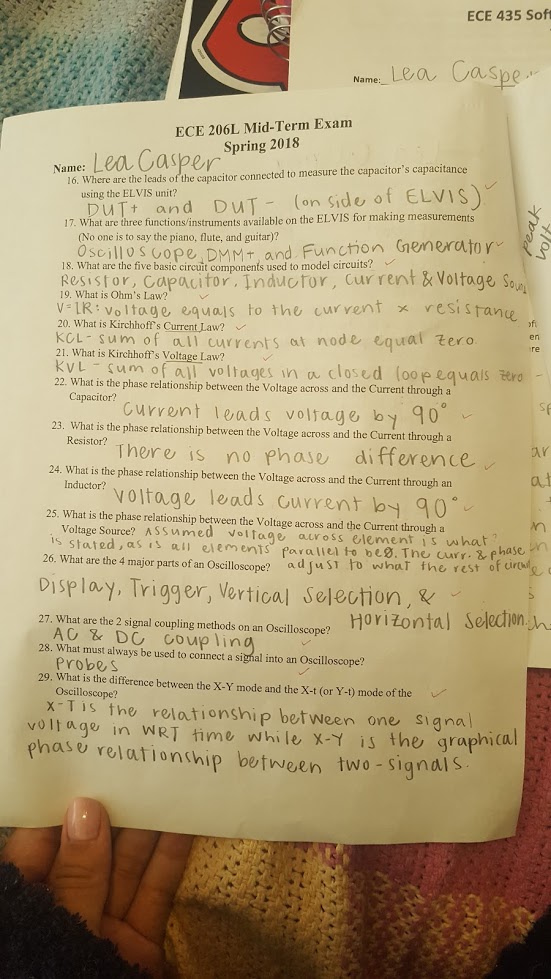 ECE 435 Soft
Name: Lea Caspe
ECE 206L Mid-Term Exam
Spring 2018
Name: Lea Casper
16. Where are the leads of the capacitor connected to measure the capacitor's capacitance
using the ELVIS unit?
DUT+ and DUT- (on side of ELVIS)
17. What are three functions/instruments available on the ELVIS for making measurements
(No one is to say the piano, flute, and guitar)?
Oscilloscope, DMM+, and Function Generator
18. What are the five basic circuit components used to model circuits?
Resistor, Capacitor, Inductor, Current & Voltage
19. What is Ohm's Law?
V=IR: voltage equals to the current x resistance
20. What is Kirchhoff's Current Law?
KCL- sum of all currents at node equal zero
21. What is Kirchhoff's Voltage Law?
KVL - sum of all voltages in a closed loop equals zero
22. What is the phase relationship between the Voltage across and the Current through a
Capacitor?
Current leads voltage by 90°
23. What is the phase relationship between the Voltage across and the Current through a
Resistor?
There is no phase difference
24. What is the phase relationship between the Voltage across and the Current through an
Inductor?
Voltage leads current by 90°
25. What is the phase relationship between the Voltage across and the Current through a
Voltage Source? Assumed voltage across element is what
is stated, as is all elements parallel to be. The curr. & phase
26. What are the 4 major parts of an Oscilloscope? adjust to what the rest of circuit
Display, Trigger, Vertical Selection, &
Horizontal Selection.
27. What are the 2 signal coupling methods on an Oscilloscope?
AC & DC coupling
28. What must always be used to connect a signal into an Oscilloscope?
Probes
29. What is the difference between the X-Y mode and the X-t (or Y-t) mode of the
Oscilloscope?
X-T is the relationship between one signal
voltage in WRT time while X-Y is the graphical
phase relationship between two-signals.
peak
volt